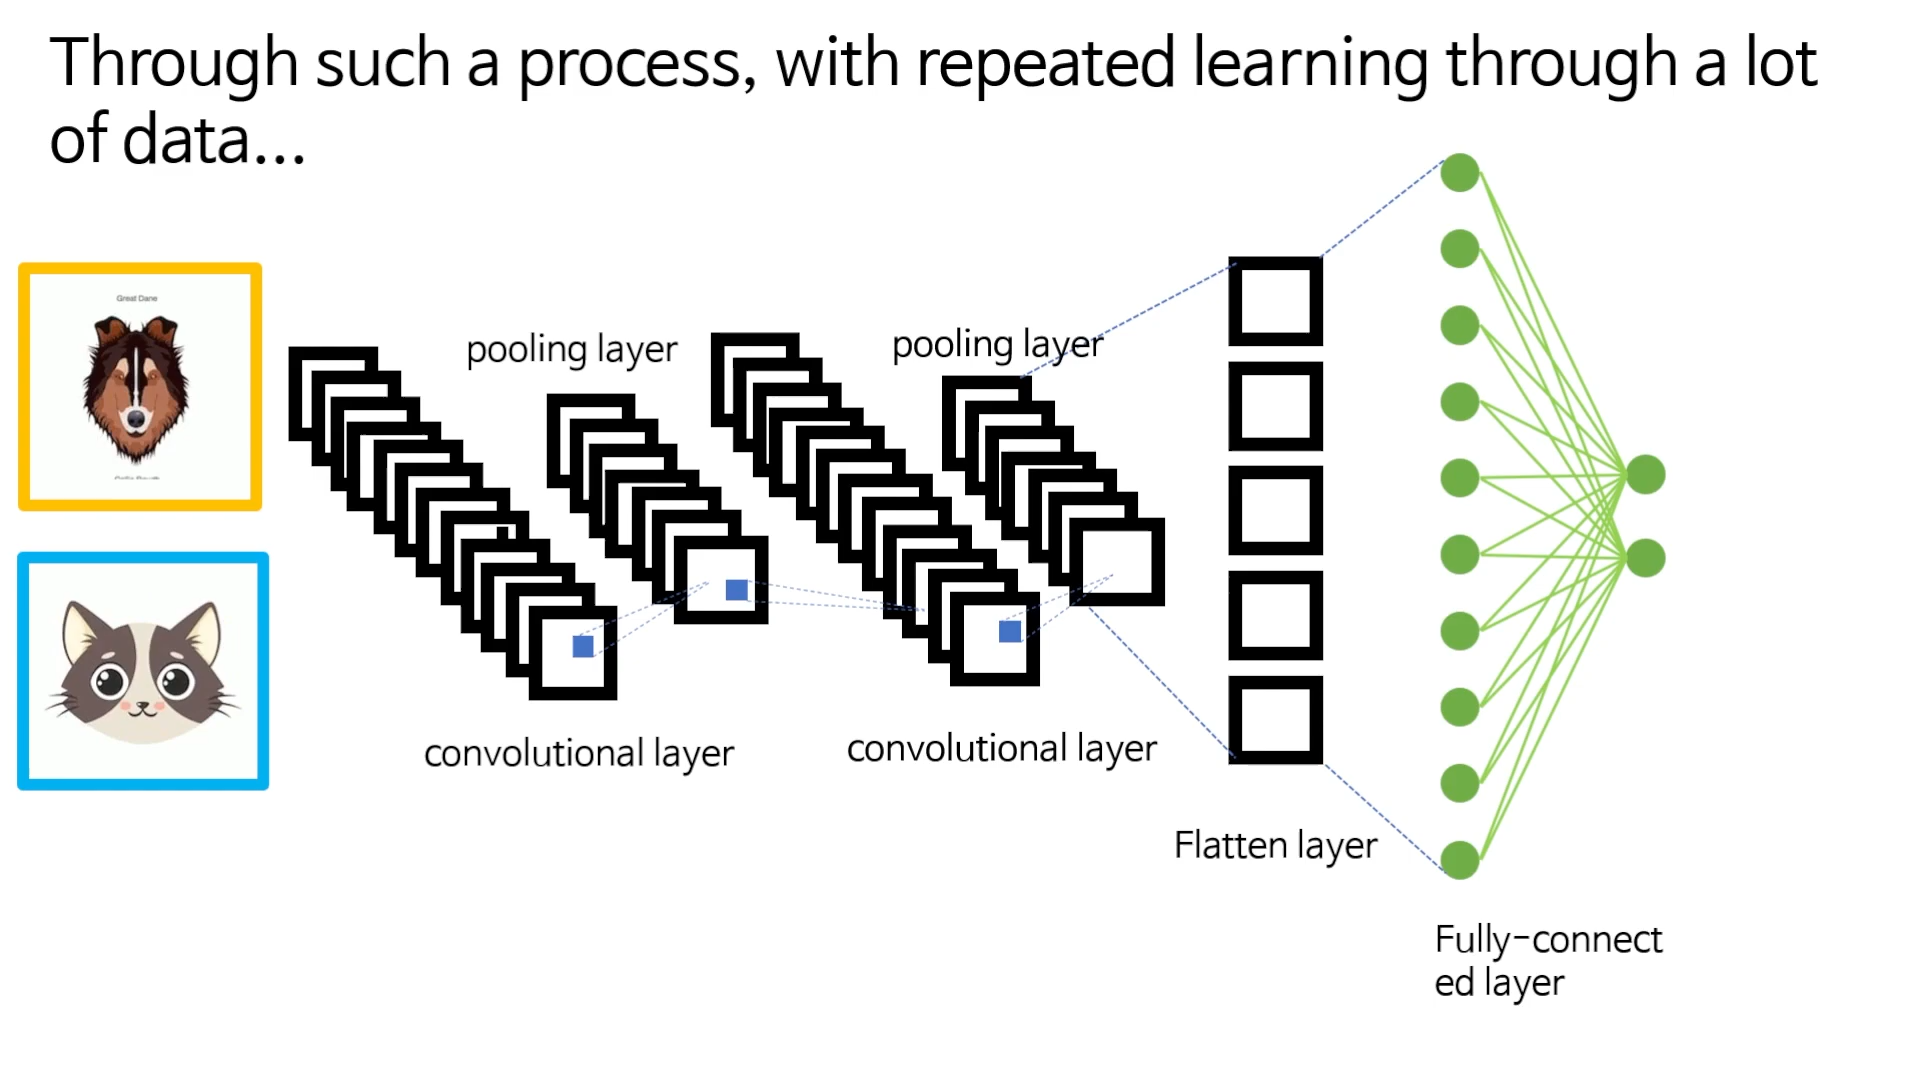 Through such a process, with repeated learning through a lot
of data...
Great Dane
pooling layer
pooling layer
convolutional layer
convolutional layer
Flatten layer
Fully-connect
ed layer